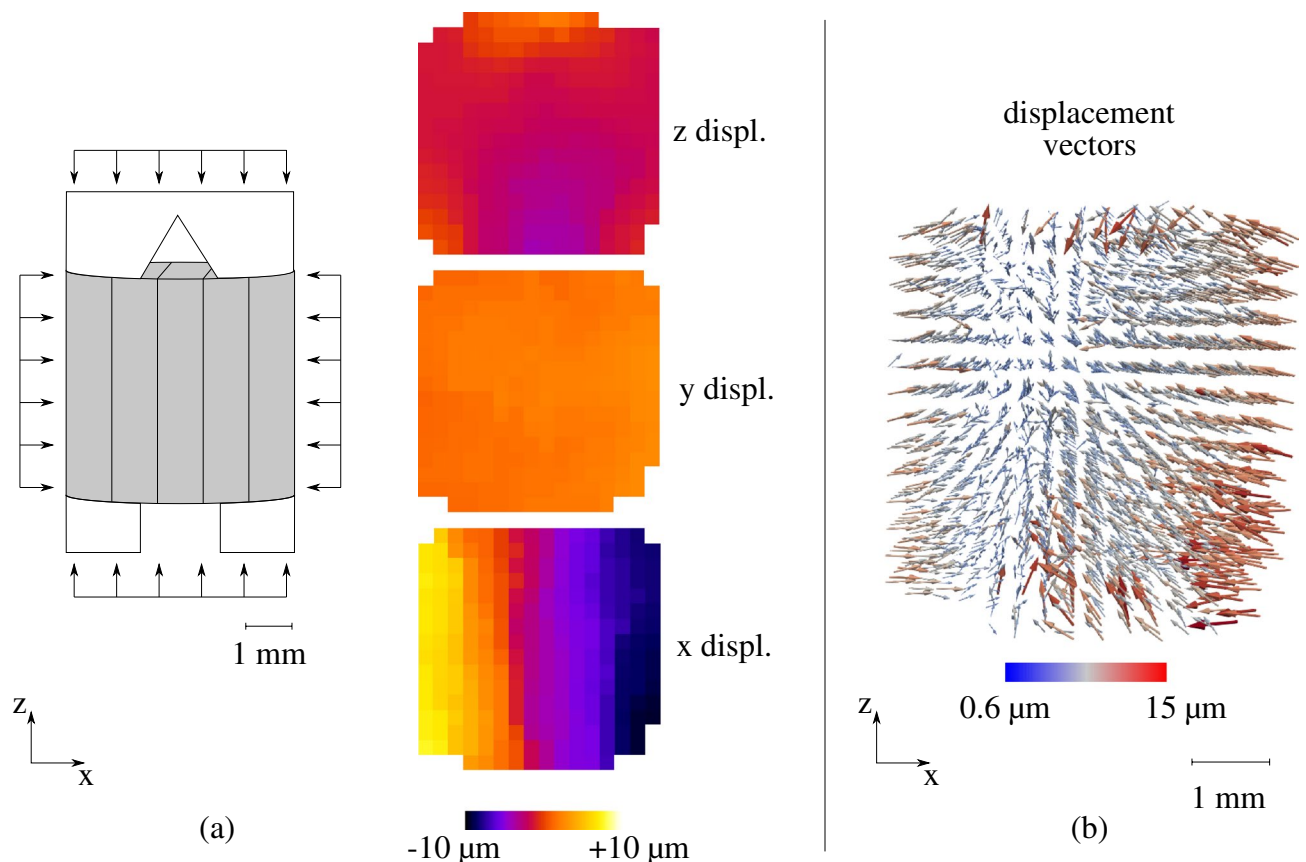 z displ.
y displ.
x displ.
1 mm
z
x
(a)
-10 µm
+10 µm
displacement
vectors
0.6 µm
15 µm
z
x
1 mm
(b)